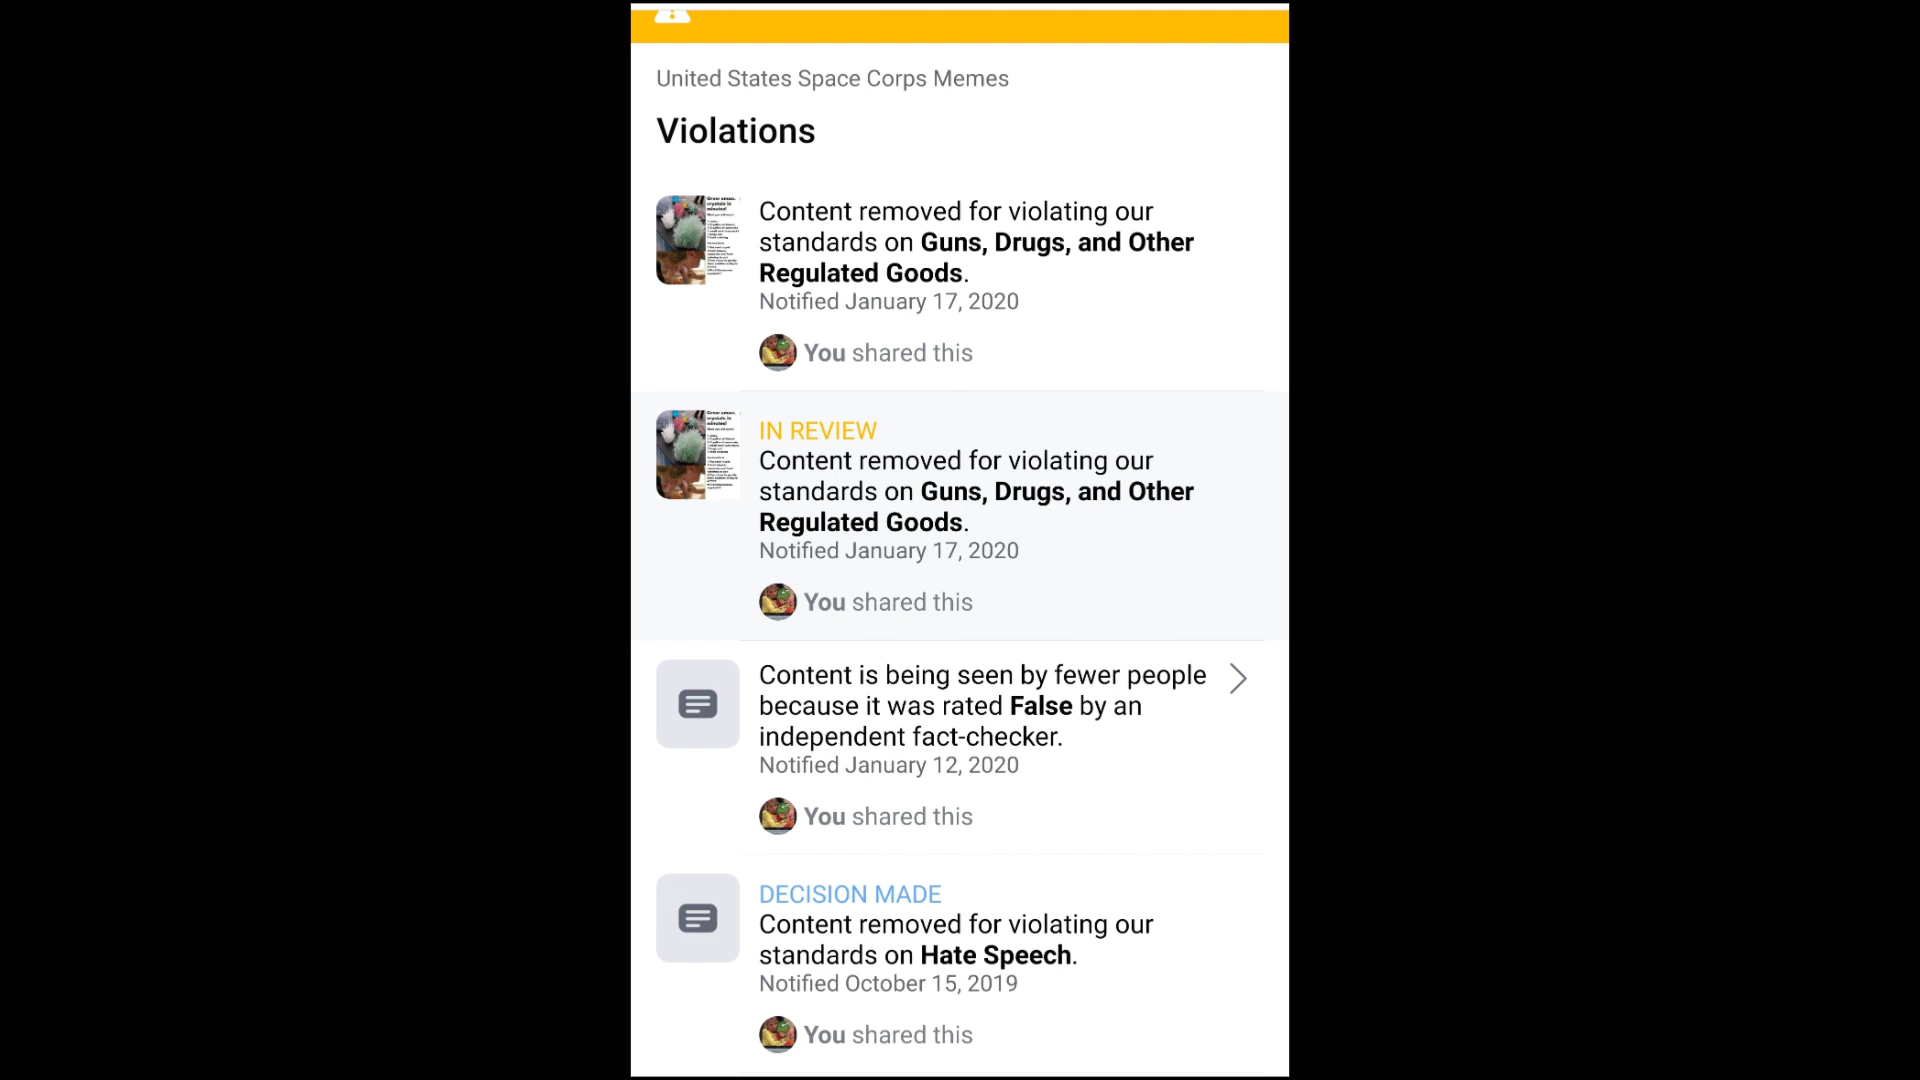 United States Space Corps Memes
Violations
Content removed for violating our
standards on Guns, Drugs, and Other
Regulated Goods.
Notified January 17, 2020
You shared this
IN REVIEW
Content removed for violating our
standards on Guns, Drugs, and Other
Regulated Goods.
Notified January 17, 2020
You shared this
Content is being seen by fewer people
because it was rated False by an
independent fact-checker.
Notified January 12, 2020
You shared this
DECISION MADE
Content removed for violating our
standards on Hate Speech.
Notified October 15, 2019
You shared this